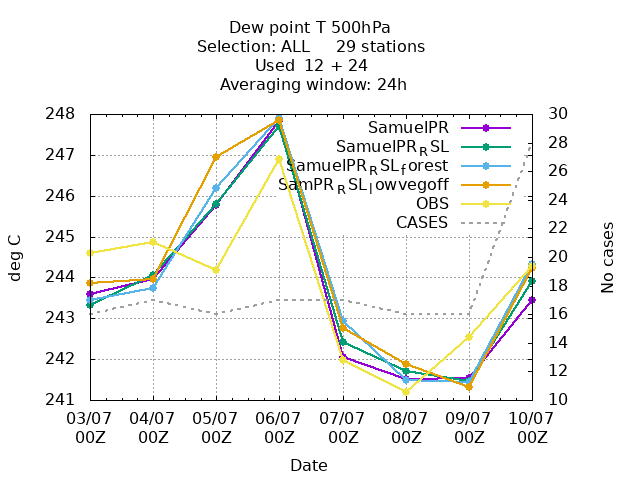 Dew point T 500hPa
Selection: ALL 29 stations
Used 12 + 24
Averaging window: 24h
248
247
246
245
244
243
242
241
deg C
30
28
26
24
22
20
18
16
14
12
10
No cases
SamuelPR
SamuelPR_RSL
SamuelPR_RSL_forest
SamPR_RSL_lowvegoff
OBS
CASES
03/07 04/07 05/07 06/07 07/07 08/07 09/07 10/07
00Z 00Z 00Z 00Z 00Z 00Z 00Z 00Z
Date